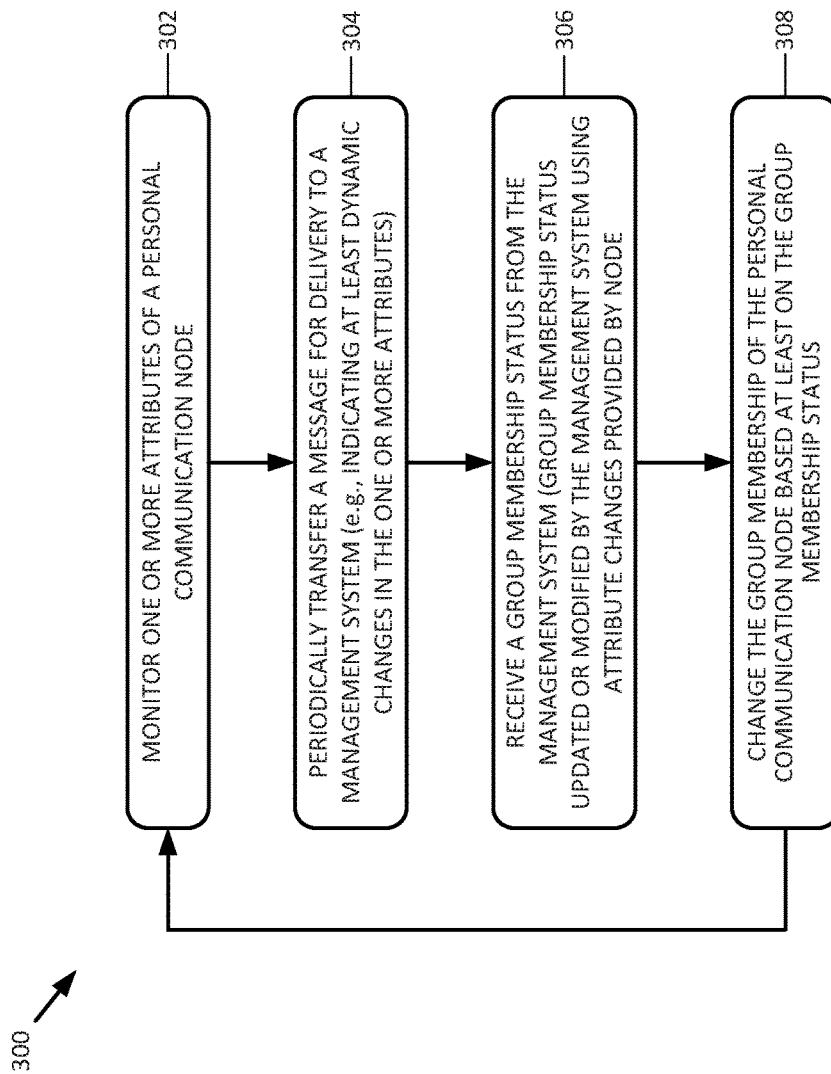 300
MONITOR ONE OR MORE ATTRIBUTES OF A PERSONAL
COMMUNICATION NODE
302
PERIODICALLY TRANSFER A MESSAGE FOR DELIVERY TO A
MANAGEMENT SYSTEM (e.g., INDICATING AT LEAST DYNAMIC
CHANGES IN THE ONE OR MORE ATTRIBUTES)
304
RECEIVE A GROUP MEMBERSHIP STATUS FROM THE
MANAGEMENT SYSTEM (GROUP MEMBERSHIP STATUS
UPDATED OR MODIFIED BY THE MANAGEMENT SYSTEM USING
ATTRIBUTE CHANGES PROVIDED BY NODE
306
CHANGE THE GROUP MEMBERSHIP OF THE PERSONAL
COMMUNICATION NODE BASED AT LEAST ON THE GROUP
MEMBERSHIP STATUS
308